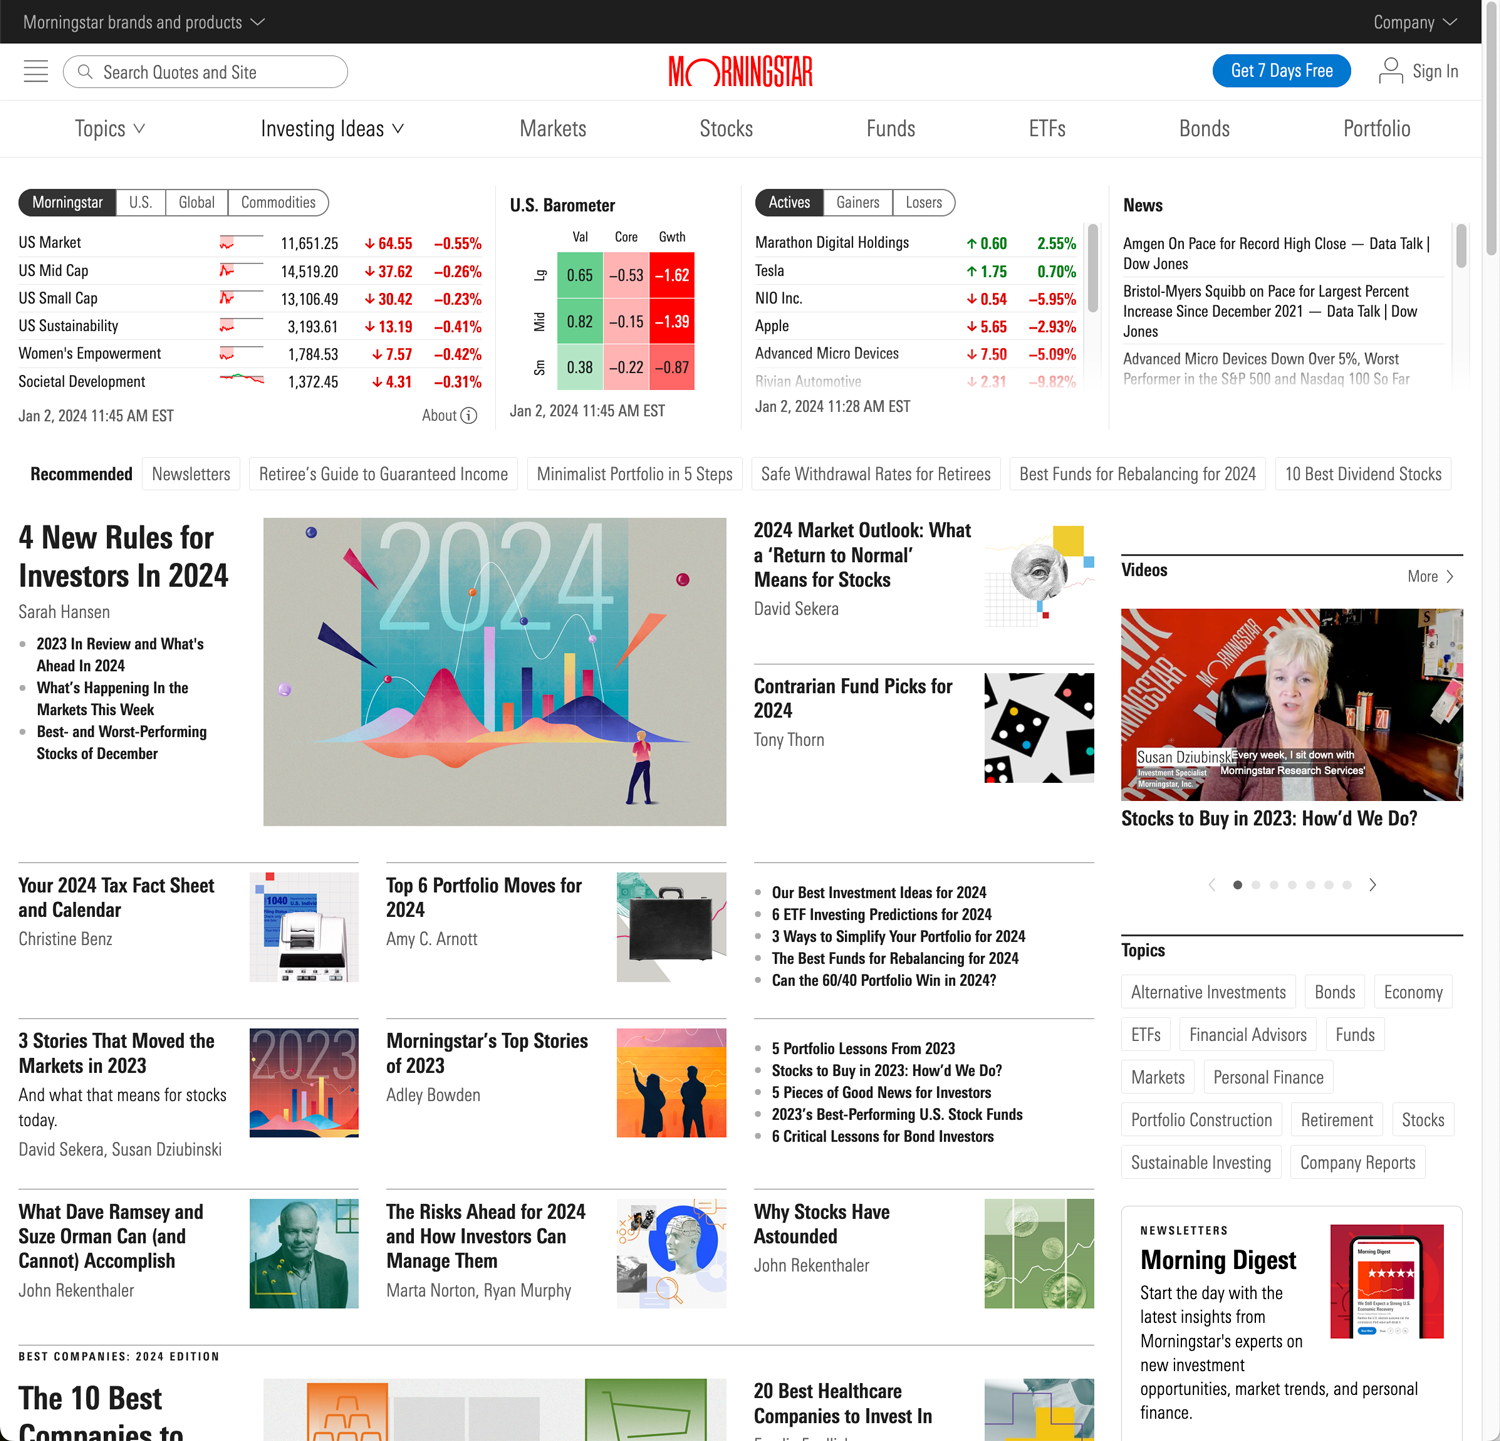 Morningstar brands and products
Company
Search Quotes and Site
MORNINGSTAR
Get 7 Days Free
Sign In
Topics
Investing Ideas
Markets
Stocks
Funds
ETFs
Bonds
Portfolio
Morningstar
U.S.
Global
Commodities
US Market 11,651.25 ↓ 64.55 −0.55%
US Mid Cap 14,519.20 ↓ 37.62 −0.26%
US Small Cap 13,106.49 ↓ 30.42 −0.23%
US Sustainability 3,193.61 ↓ 13.19 −0.41%
Women's Empowerment 1,784.53 ↓ 7.57 −0.42%
Societal Development 1,372.45 ↓ 4.31 −0.31%
Jan 2, 2024 11:45 AM EST
About
U.S. Barometer
Val Core Gwth
Lg 0.65 −0.53 −1.62
Mid 0.82 −0.15 −1.39
Sm 0.38 −0.22 −0.87
Jan 2, 2024 11:45 AM EST
Actives
Gainers
Losers
Marathon Digital Holdings ↑ 0.60 2.55%
Tesla ↑ 1.75 0.70%
NIO Inc. ↓ 0.54 −5.95%
Apple ↓ 5.65 −2.93%
Advanced Micro Devices ↓ 7.50 −5.09%
Rivian Automotive ↓ 2.31 −9.82%
Jan 2, 2024 11:28 AM EST
News
Amgen On Pace for Record High Close — Data Talk |
Dow Jones
Bristol-Myers Squibb on Pace for Largest Percent
Increase Since December 2021 — Data Talk | Dow
Jones
Advanced Micro Devices Down Over 5%, Worst
Performer in the S&P 500 and Nasdaq 100 So Far
Recommended
Newsletters
Retiree’s Guide to Guaranteed Income
Minimalist Portfolio in 5 Steps
Safe Withdrawal Rates for Retirees
Best Funds for Rebalancing for 2024
10 Best Dividend Stocks
4 New Rules for
Investors In 2024
Sarah Hansen
2023 In Review and What's
Ahead In 2024
What’s Happening In the
Markets This Week
Best- and Worst-Performing
Stocks of December
2024
2024 Market Outlook: What
a ‘Return to Normal’
Means for Stocks
David Sekera
Contrarian Fund Picks for
2024
Tony Thorn
Videos
More
MORNINGSTAR
Susan Dziubinski
Investment Specialist
Morningstar, Inc.
Every week, I sit down with
Morningstar Research Services'
Stocks to Buy in 2023: How’d We Do?
Your 2024 Tax Fact Sheet
and Calendar
Christine Benz
1040
Top 6 Portfolio Moves for
2024
Amy C. Arnott
Our Best Investment Ideas for 2024
6 ETF Investing Predictions for 2024
3 Ways to Simplify Your Portfolio for 2024
The Best Funds for Rebalancing for 2024
Can the 60/40 Portfolio Win in 2024?
3 Stories That Moved the
Markets in 2023
And what that means for stocks
today.
David Sekera, Susan Dziubinski
2023
Morningstar’s Top Stories
of 2023
Adley Bowden
5 Portfolio Lessons From 2023
Stocks to Buy in 2023: How’d We Do?
5 Pieces of Good News for Investors
2023’s Best-Performing U.S. Stock Funds
6 Critical Lessons for Bond Investors
Topics
Alternative Investments
Bonds
Economy
ETFs
Financial Advisors
Funds
Markets
Personal Finance
Portfolio Construction
Retirement
Stocks
Sustainable Investing
Company Reports
What Dave Ramsey and
Suze Orman Can (and
Cannot) Accomplish
John Rekenthaler
The Risks Ahead for 2024
and How Investors Can
Manage Them
Marta Norton, Ryan Murphy
Why Stocks Have
Astounded
John Rekenthaler
NEWSLETTERS
Morning Digest
Start the day with the
latest insights from
Morningstar's experts on
new investment
opportunities, market trends, and personal
finance.
Morning Digest
BEST COMPANIES: 2024 EDITION
The 10 Best
Companies to
20 Best Healthcare
Companies to Invest In